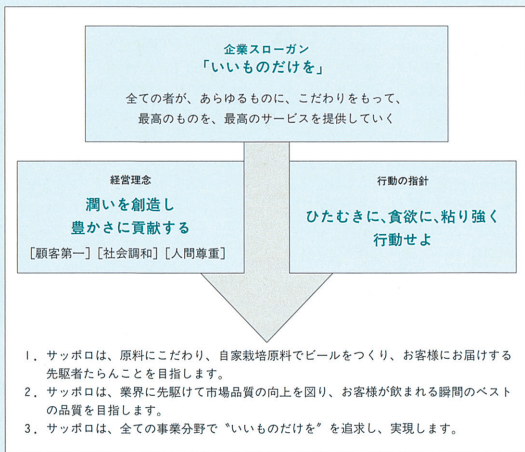 企業スローガン
「いいものだけを」
全ての者が、あらゆるものに、こだわりをもって、
最高のものを、最高のサービスを提供していく
経営理念
潤いを創造し
豊かさに貢献する
［顧客第一］［社会調和］［人間尊重］
行動の指針
ひたむきに、貪欲に、粘り強く
行動せよ
1．サッポロは、原料にこだわり、自家栽培原料でビールをつくり、お客様にお届けする
先駆者たらんことを目指します。
2．サッポロは、業界に先駆けて市場品質の向上を図り、お客様が飲まれる瞬間のベスト
の品質を目指します。
3．サッポロは、全ての事業分野で〝いいものだけを〟を追求し、実現します。